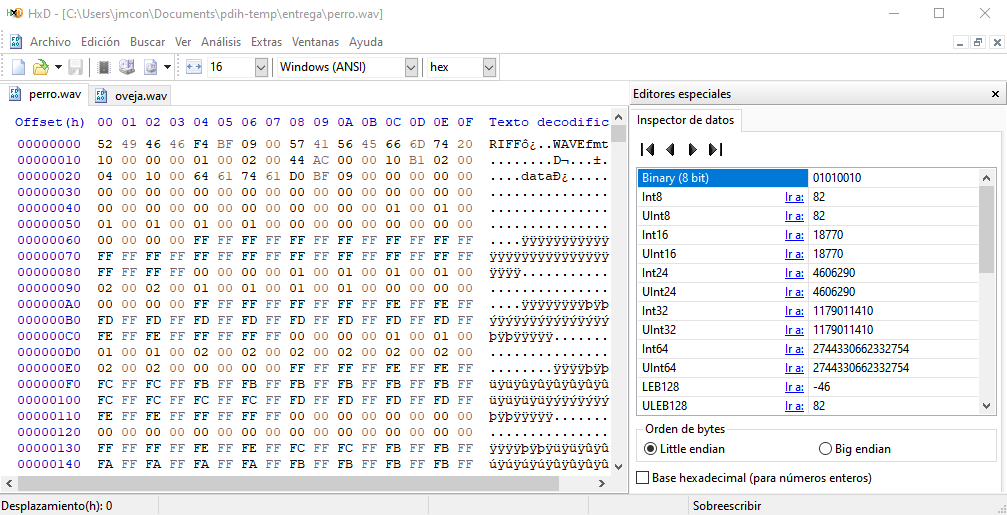 HxD - [C:\Users\jmcon\Documents\pdih-temp\entrega\perro.wav]
Archivo Edición Buscar Ver Análisis Extras Ventanas Ayuda
16 Windows (ANSI) hex
perro.wav oveja.wav
Offset(h) 00 01 02 03 04 05 06 07 08 09 0A 0B 0C 0D 0E 0F Texto decodific
00000000 52 49 46 46 F4 BF 09 00 57 41 56 45 66 6D 74 20 RIFFô¿..WAVEfmt
00000010 10 00 00 00 01 00 02 00 44 AC 00 00 10 B1 02 00 ........D¬...±..
00000020 04 00 10 00 64 61 74 61 D0 BF 09 00 00 00 00 00 ....dataÐ¿......
00000030 00 00 00 00 00 00 00 00 00 00 00 00 00 00 00 00 ................
00000040 00 00 00 00 00 00 00 00 00 00 00 00 01 00 01 00 ................
00000050 01 00 01 00 01 00 01 00 00 00 00 00 00 00 00 00 ................
00000060 00 00 00 00 FF FF FF FF FF FF FF FF FF FF FF FF ....ÿÿÿÿÿÿÿÿÿÿÿÿ
00000070 FF FF FF FF FF FF FF FF FF FF FF FF FF FF FF FF ÿÿÿÿÿÿÿÿÿÿÿÿÿÿÿÿ
00000080 FF FF FF FF 00 00 00 00 01 00 01 00 01 00 01 00 ÿÿÿÿ............
00000090 02 00 02 00 01 00 01 00 01 00 01 00 00 00 00 00 ................
000000A0 00 00 00 00 FF FF FF FF FF FF FF FF FE FF FE FF ....ÿÿÿÿÿÿÿÿþÿþÿ
000000B0 FD FF FD FF FD FF FD FF FD FF FD FF FD FF FD FF ýÿýÿýÿýÿýÿýÿýÿýÿ
000000C0 FE FF FE FF FF FF FF FF 00 00 00 00 01 00 01 00 þÿþÿÿÿÿÿ........
000000D0 01 00 01 00 02 00 02 00 02 00 02 00 02 00 02 00 ................
000000E0 02 00 02 00 00 00 00 00 FF FF FF FF FE FF FE FF ........ÿÿÿÿþÿþÿ
000000F0 FC FF FC FF FB FF FB FF FB FF FB FF FB FF FB FF üÿüÿûÿûÿûÿûÿûÿûÿ
00000100 FC FF FC FF FC FF FC FF FD FF FD FF FD FF FD FF üÿüÿüÿüÿýÿýÿýÿýÿ
00000110 FE FF FE FF FF FF FF FF 00 00 00 00 00 00 00 00 þÿþÿÿÿÿÿ........
00000120 00 00 00 00 00 00 00 00 00 00 00 00 00 00 00 00 ................
00000130 FF FF FF FF FE FF FE FF FC FF FC FF FB FF FB FF ÿÿÿÿþÿþÿüÿüÿûÿûÿ
00000140 FA FF FA FF FA FF FA FF FB FF FB FF FB FF FB FF úÿúÿúÿúÿûÿûÿûÿûÿ
Desplazamiento(h): 0 Sobreescribir
Editores especiales
Inspector de datos
Binary (8 bit) 01010010
Int8 Ir a: 82
UInt8 Ir a: 82
Int16 Ir a: 18770
UInt16 Ir a: 18770
Int24 Ir a: 4606290
UInt24 Ir a: 4606290
Int32 Ir a: 1179011410
UInt32 Ir a: 1179011410
Int64 Ir a: 2744330662332754
UInt64 Ir a: 2744330662332754
LEB128 Ir a: -46
ULEB128 Ir a: 82
Orden de bytes
Little endian Big endian
Base hexadecimal (para números enteros)